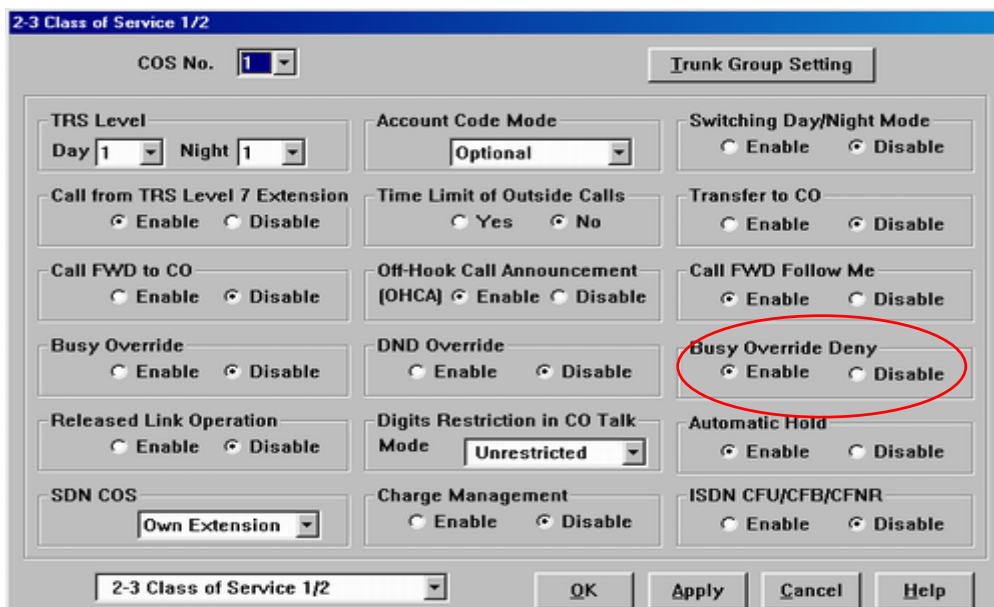 2-3 Class of Service 1/2
COS No. 1
Trunk Group Setting
TRS Level
Day 1 Night 1
Account Code Mode
Optional
Switching Day/Night Mode
Enable Disable
Call from TRS Level 7 Extension
Enable Disable
Time Limit of Outside Calls
Yes No
Transfer to CO
Enable Disable
Call FWD to CO
Enable Disable
Off-Hook Call Announcement
(OHCA) Enable Disable
Call FWD Follow Me
Enable Disable
Busy Override
Enable Disable
DND Override
Enable Disable
Busy Override Deny
Enable Disable
Released Link Operation
Enable Disable
Digits Restriction in CO Talk
Mode Unrestricted
Automatic Hold
Enable Disable
SDN COS
Own Extension
Charge Management
Enable Disable
ISDN CFU/CFB/CFNR
Enable Disable
2-3 Class of Service 1/2
OK
Apply
Cancel
Help